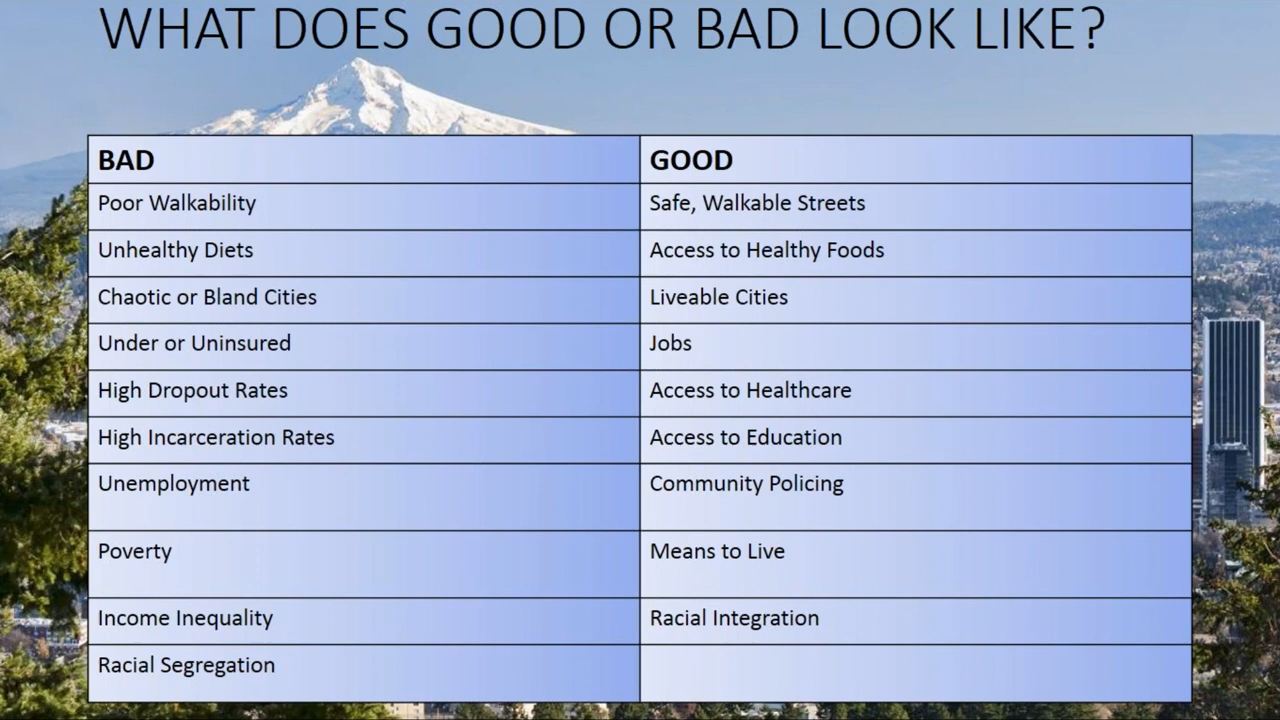 WHAT DOES GOOD OR BAD LOOK LIKE?
BAD GOOD
Poor Walkability Safe, Walkable Streets
Unhealthy Diets Access to Healthy Foods
Chaotic or Bland Cities Liveable Cities
Under or Uninsured Jobs
High Dropout Rates Access to Healthcare
High Incarceration Rates Access to Education
Unemployment Community Policing
Poverty Means to Live
Income Inequality Racial Integration
Racial Segregation